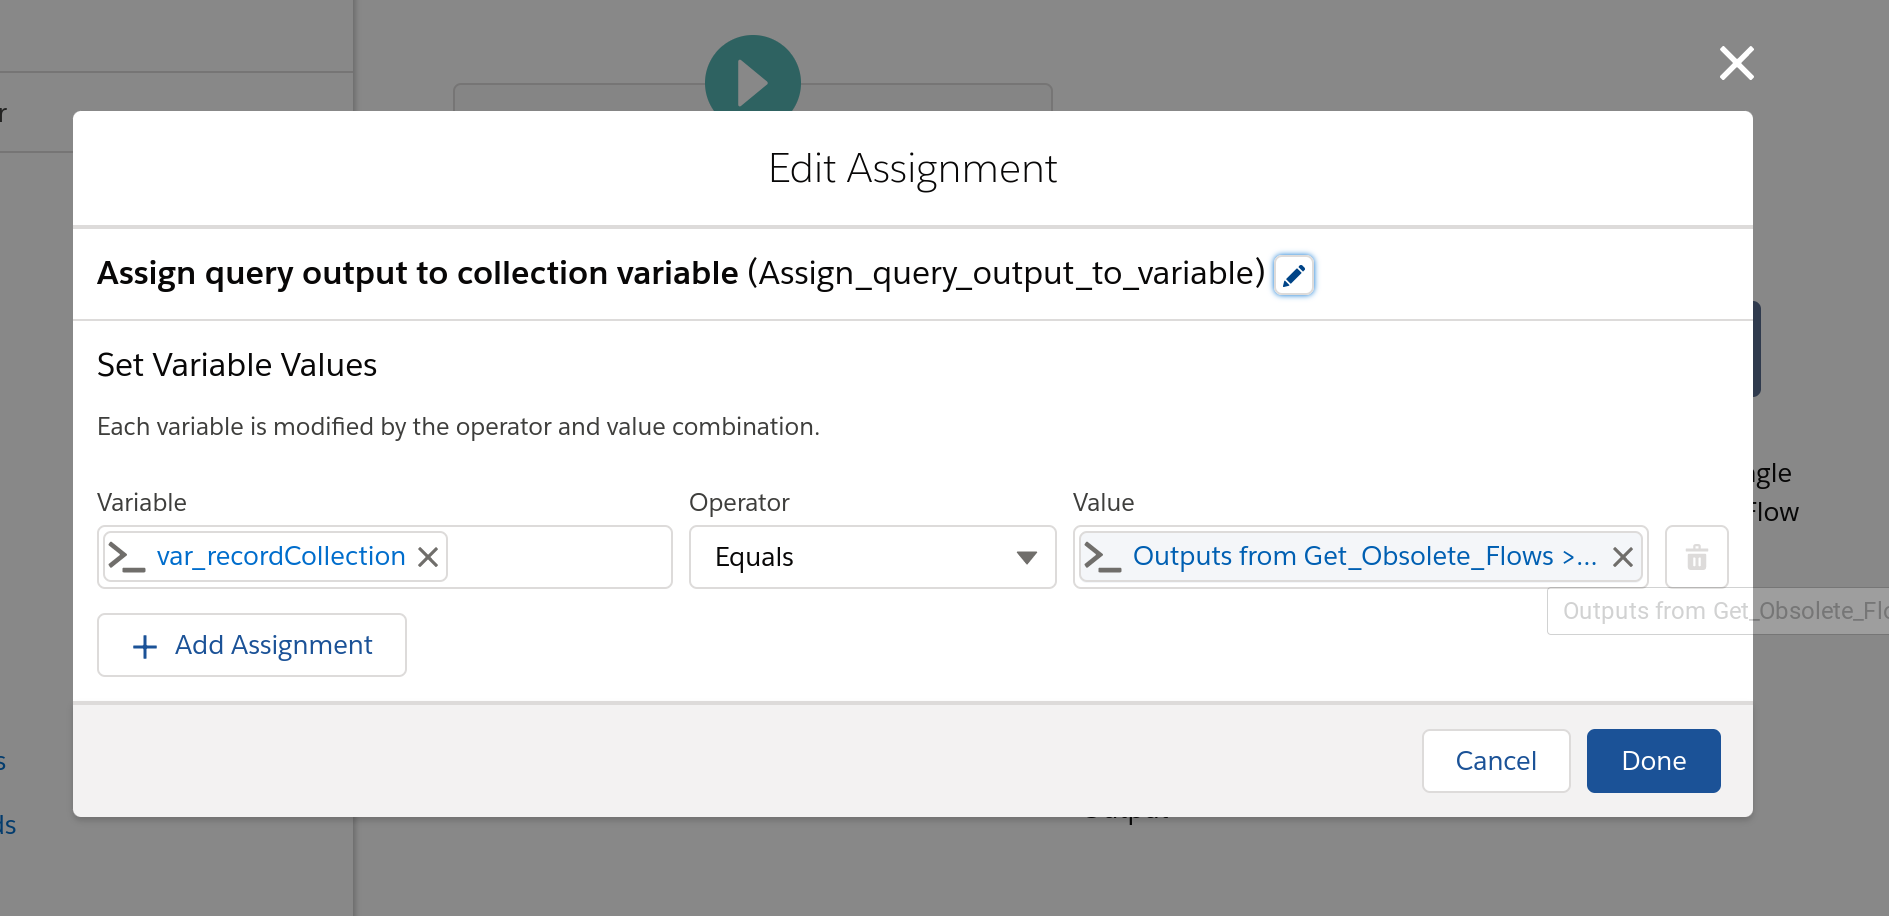 Edit Assignment
Assign query output to collection variable (Assign_query_output_to_variable)
Set Variable Values
Each variable is modified by the operator and value combination.
Variable Operator Value
var_recordCollection Equals Outputs from Get_Obsolete_Flows >...
Outputs from Get_Obsolete_Flo
Add Assignment
Cancel Done
r
gle
Flow
s
ds